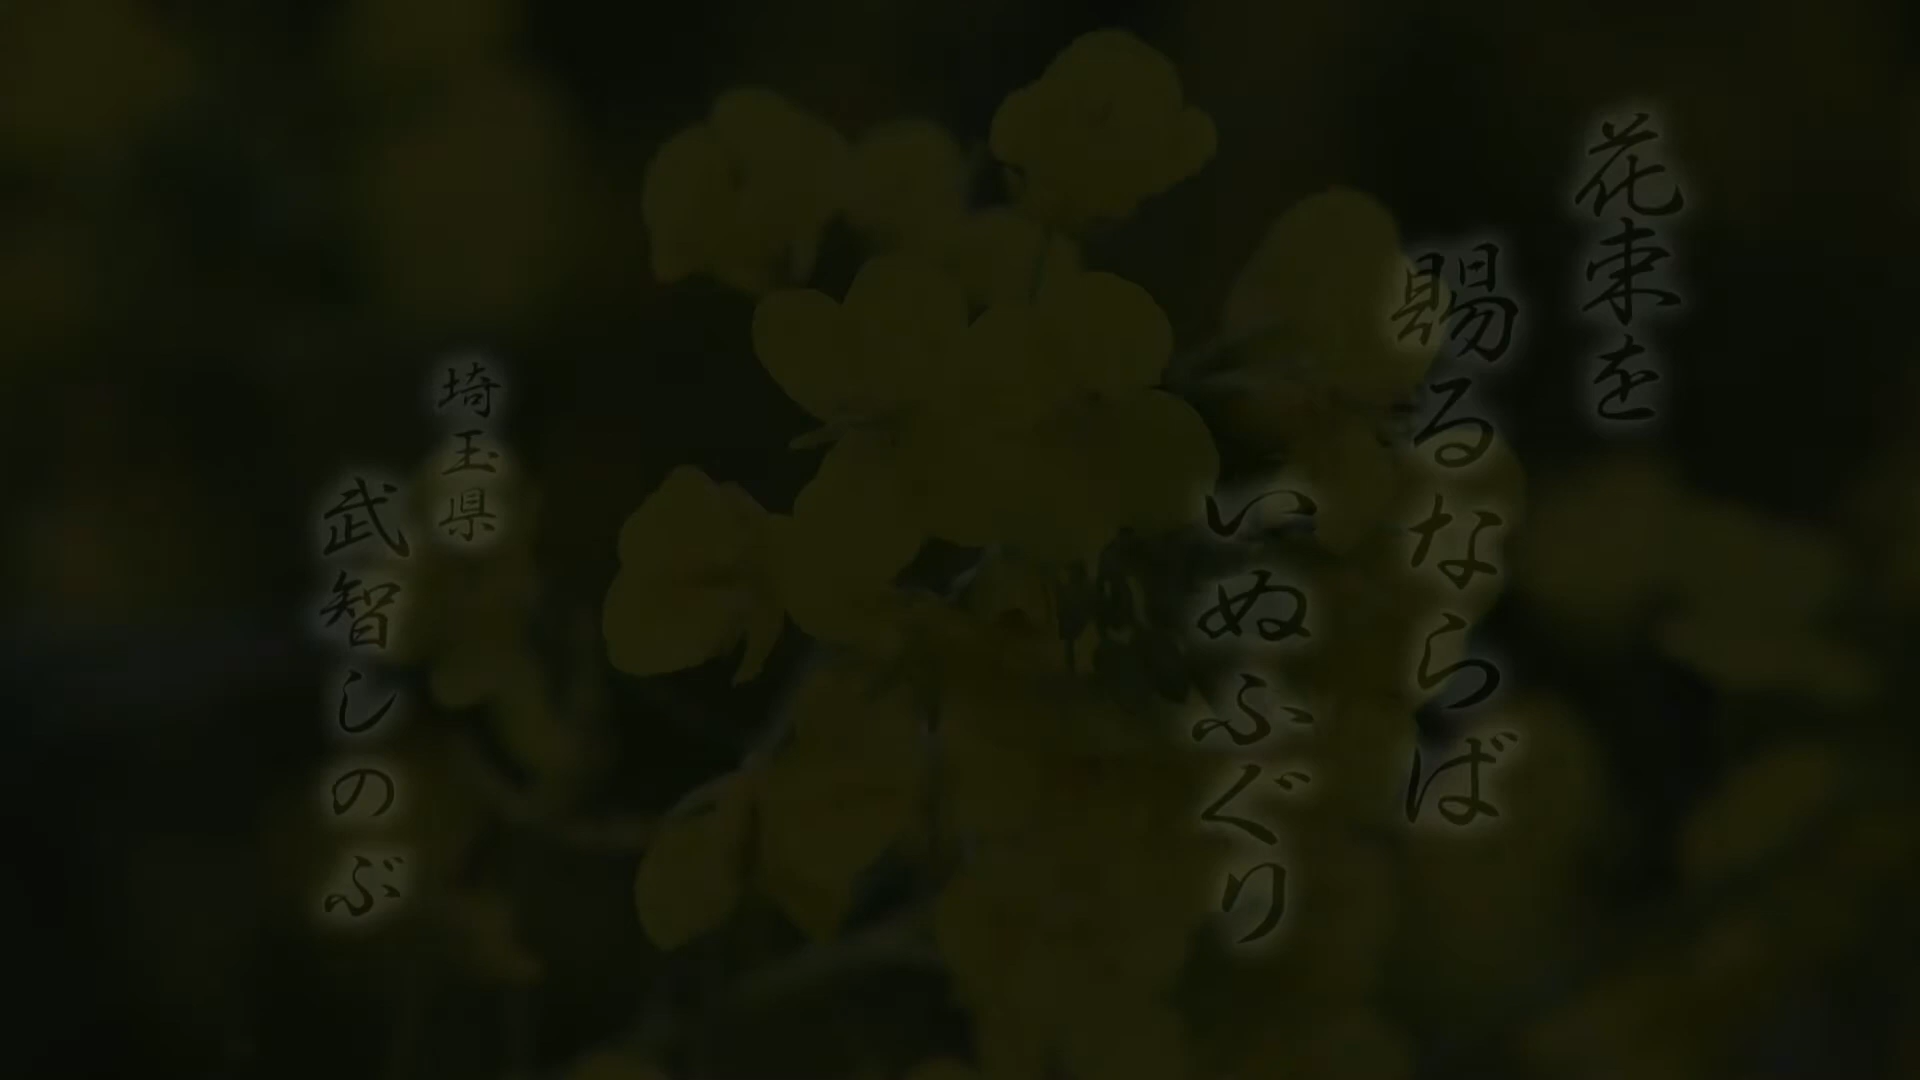 花束を
賜るならば
いぬふぐり
埼玉県
武智しのぶ